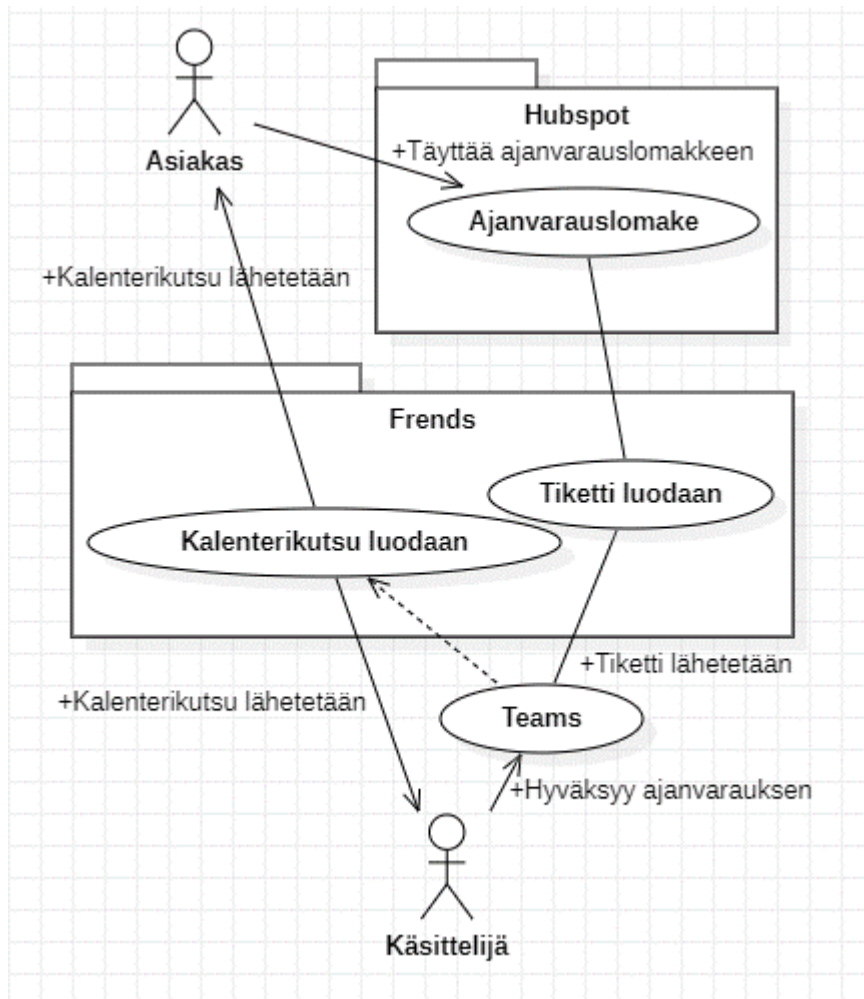 Hubspot
+Täyttää ajanvarauslomakkeen
Asiakas
Ajanvarauslomake
+Kalenterikutsu lähetetään
Frends
Tiketti luodaan
Kalenterikutsu luodaan
+Tiketti lähetetään
+Kalenterikutsu lähetetään
Teams
+Hyväksyy ajanvarauksen
Käsittelijä